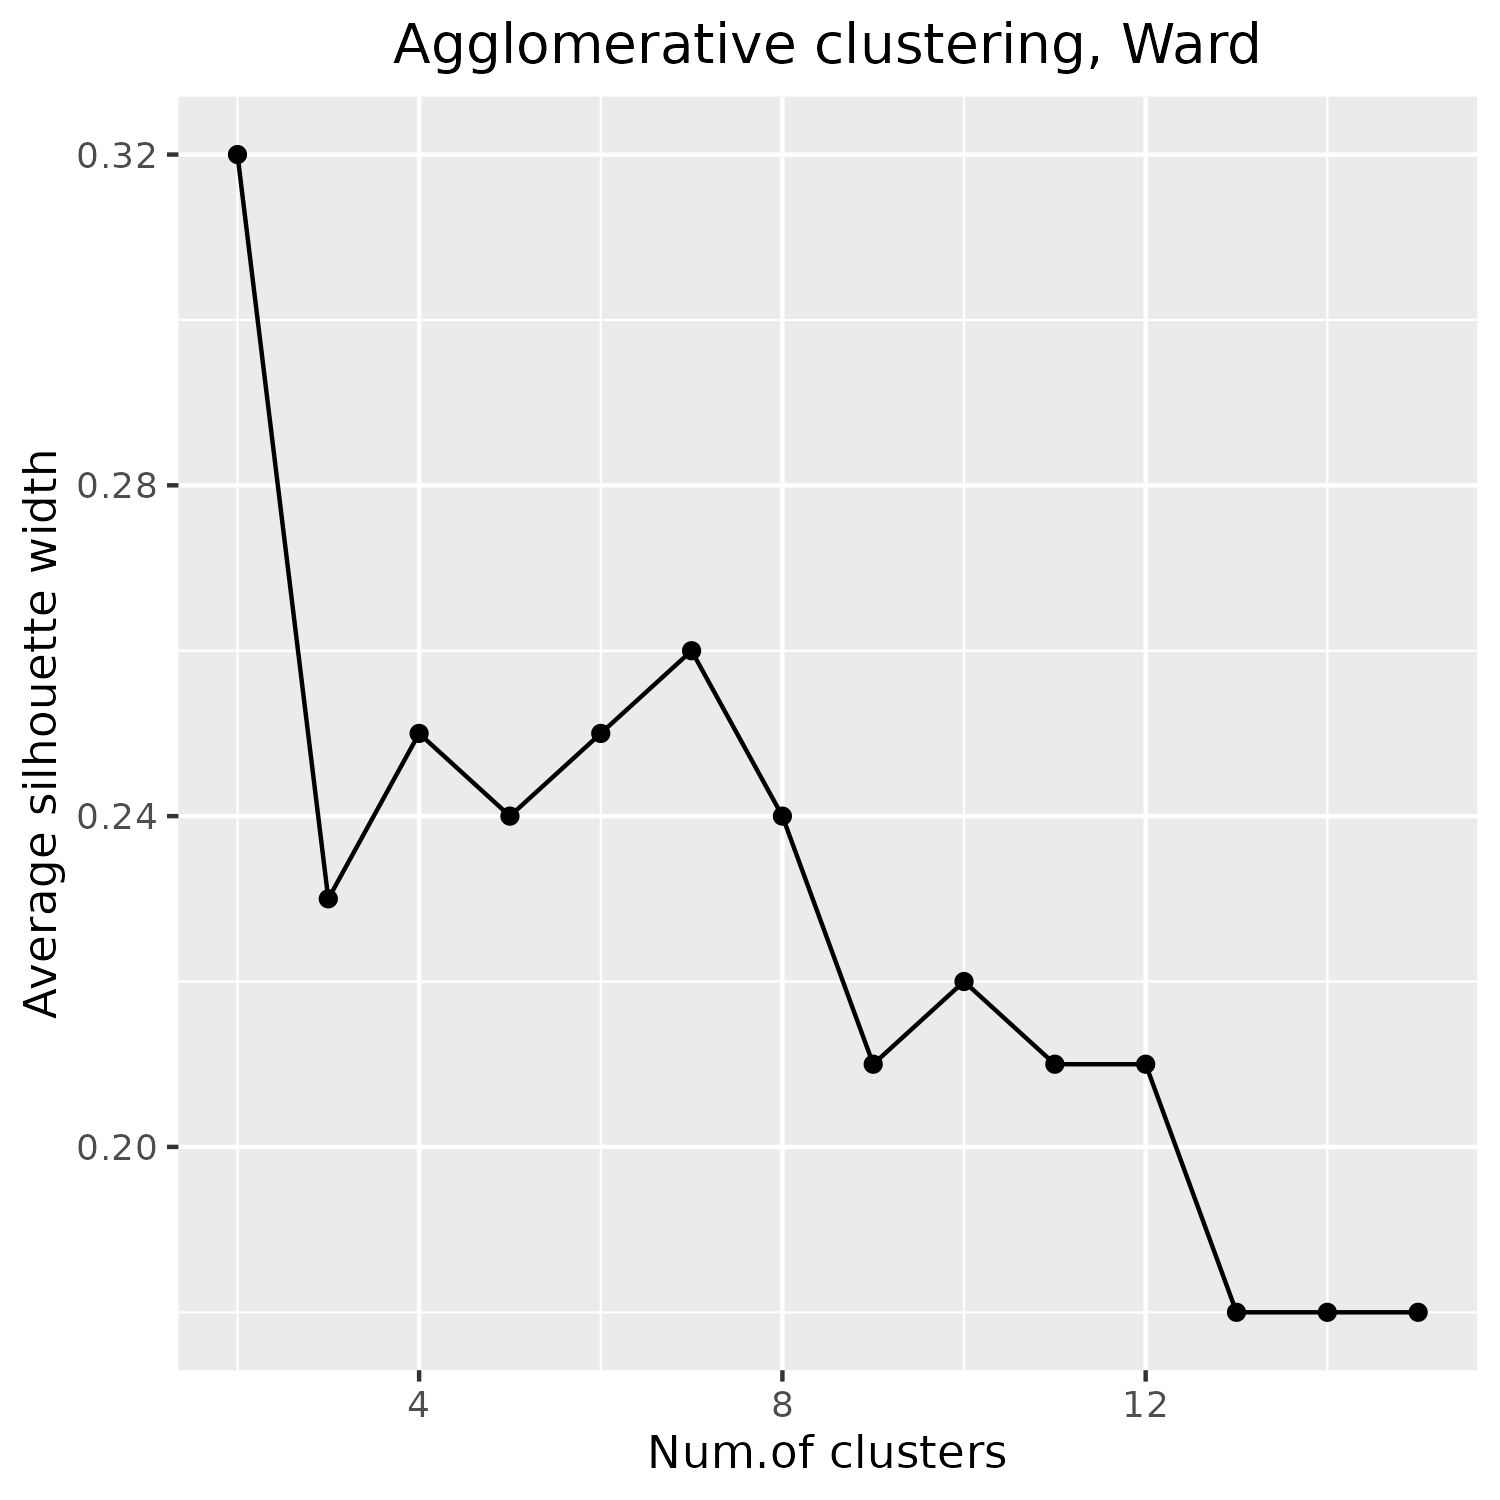 Agglomerative clustering, Ward
Average silhouette width
0.32
0.28
0.24
0.20
4
8
12
Num.of clusters